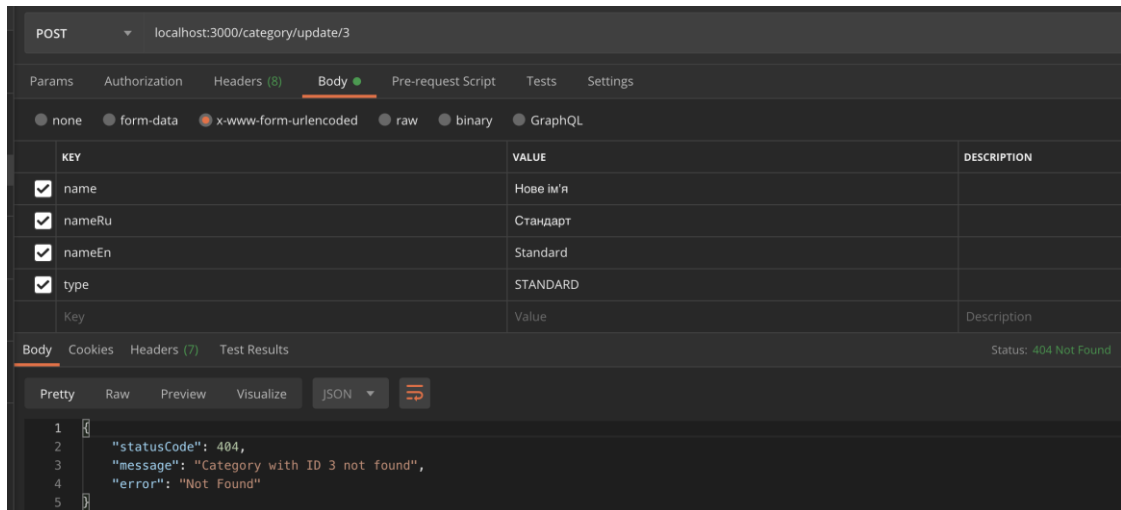 POST localhost:3000/category/update/3
Params Authorization Headers (8) Body Pre-request Script Tests Settings
none form-data x-www-form-urlencoded raw binary GraphQL
KEY VALUE DESCRIPTION
name Нове ім'я
nameRu Стандарт
nameEn Standard
type STANDARD
Key Value Description
Body Cookies Headers (7) Test Results Status: 404 Not Found
Pretty Raw Preview Visualize JSON
1 {
2 "statusCode": 404,
3 "message": "Category with ID 3 not found",
4 "error": "Not Found"
5 }